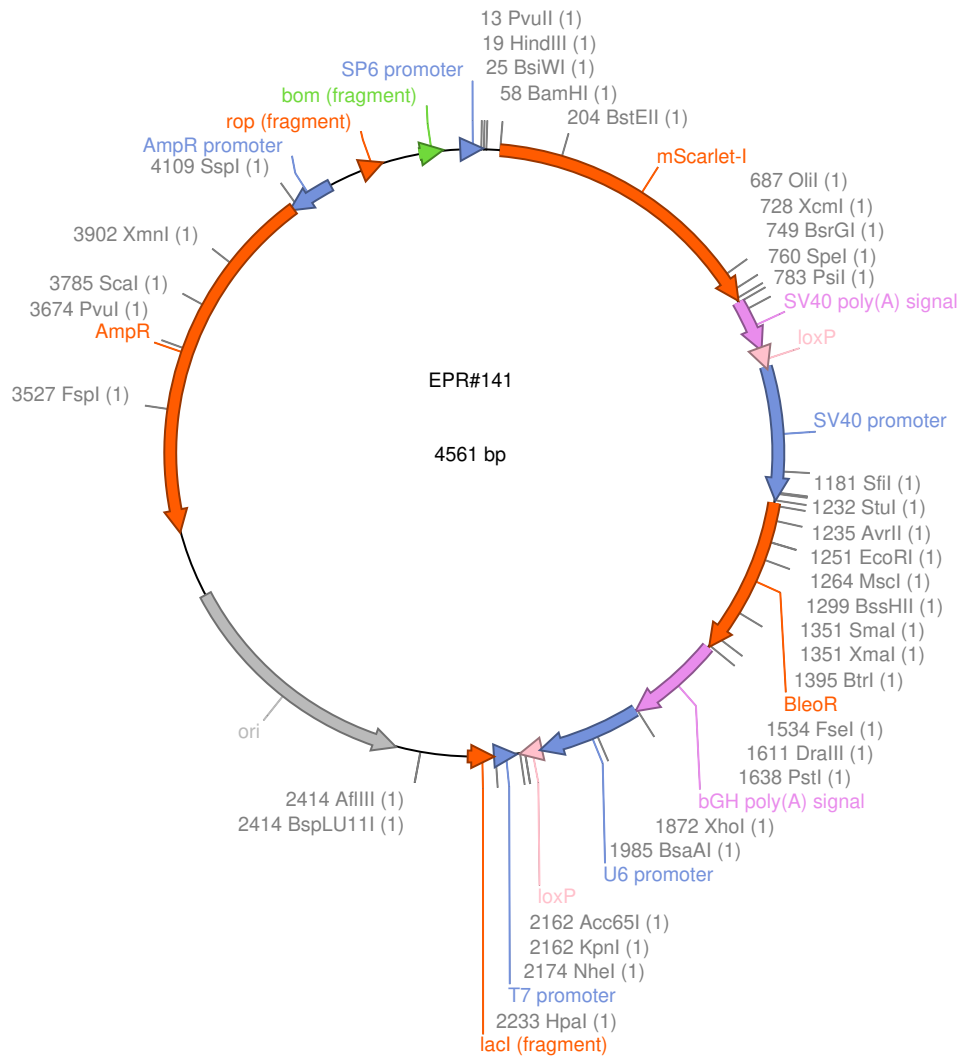 13 PvuII (1)
19 HindIII (1)
25 BsiWI (1)
58 BamHI (1)
204 BstEII (1)
mScarlet-I
687 OliI (1)
728 XcmI (1)
749 BsrGI (1)
760 SpeI (1)
783 PsiI (1)
SV40 poly(A) signal
loxP
SV40 promoter
1181 SfiI (1)
1232 StuI (1)
1235 AvrII (1)
1251 EcoRI (1)
1264 MscI (1)
1299 BssHII (1)
1351 SmaI (1)
1351 XmaI (1)
1395 BtrI (1)
BleoR
1534 FseI (1)
1611 DraIII (1)
1638 PstI (1)
bGH poly(A) signal
1872 XhoI (1)
1985 BsaAI (1)
U6 promoter
loxP
2162 Acc65I (1)
2162 KpnI (1)
2174 NheI (1)
T7 promoter
2233 HpaI (1)
lacI (fragment)
2414 AflIII (1)
2414 BspLU11I (1)
ori
3527 FspI (1)
AmpR
3674 PvuI (1)
3785 ScaI (1)
3902 XmnI (1)
4109 SspI (1)
AmpR promoter
rop (fragment)
bom (fragment)
SP6 promoter
EPR#141
4561 bp